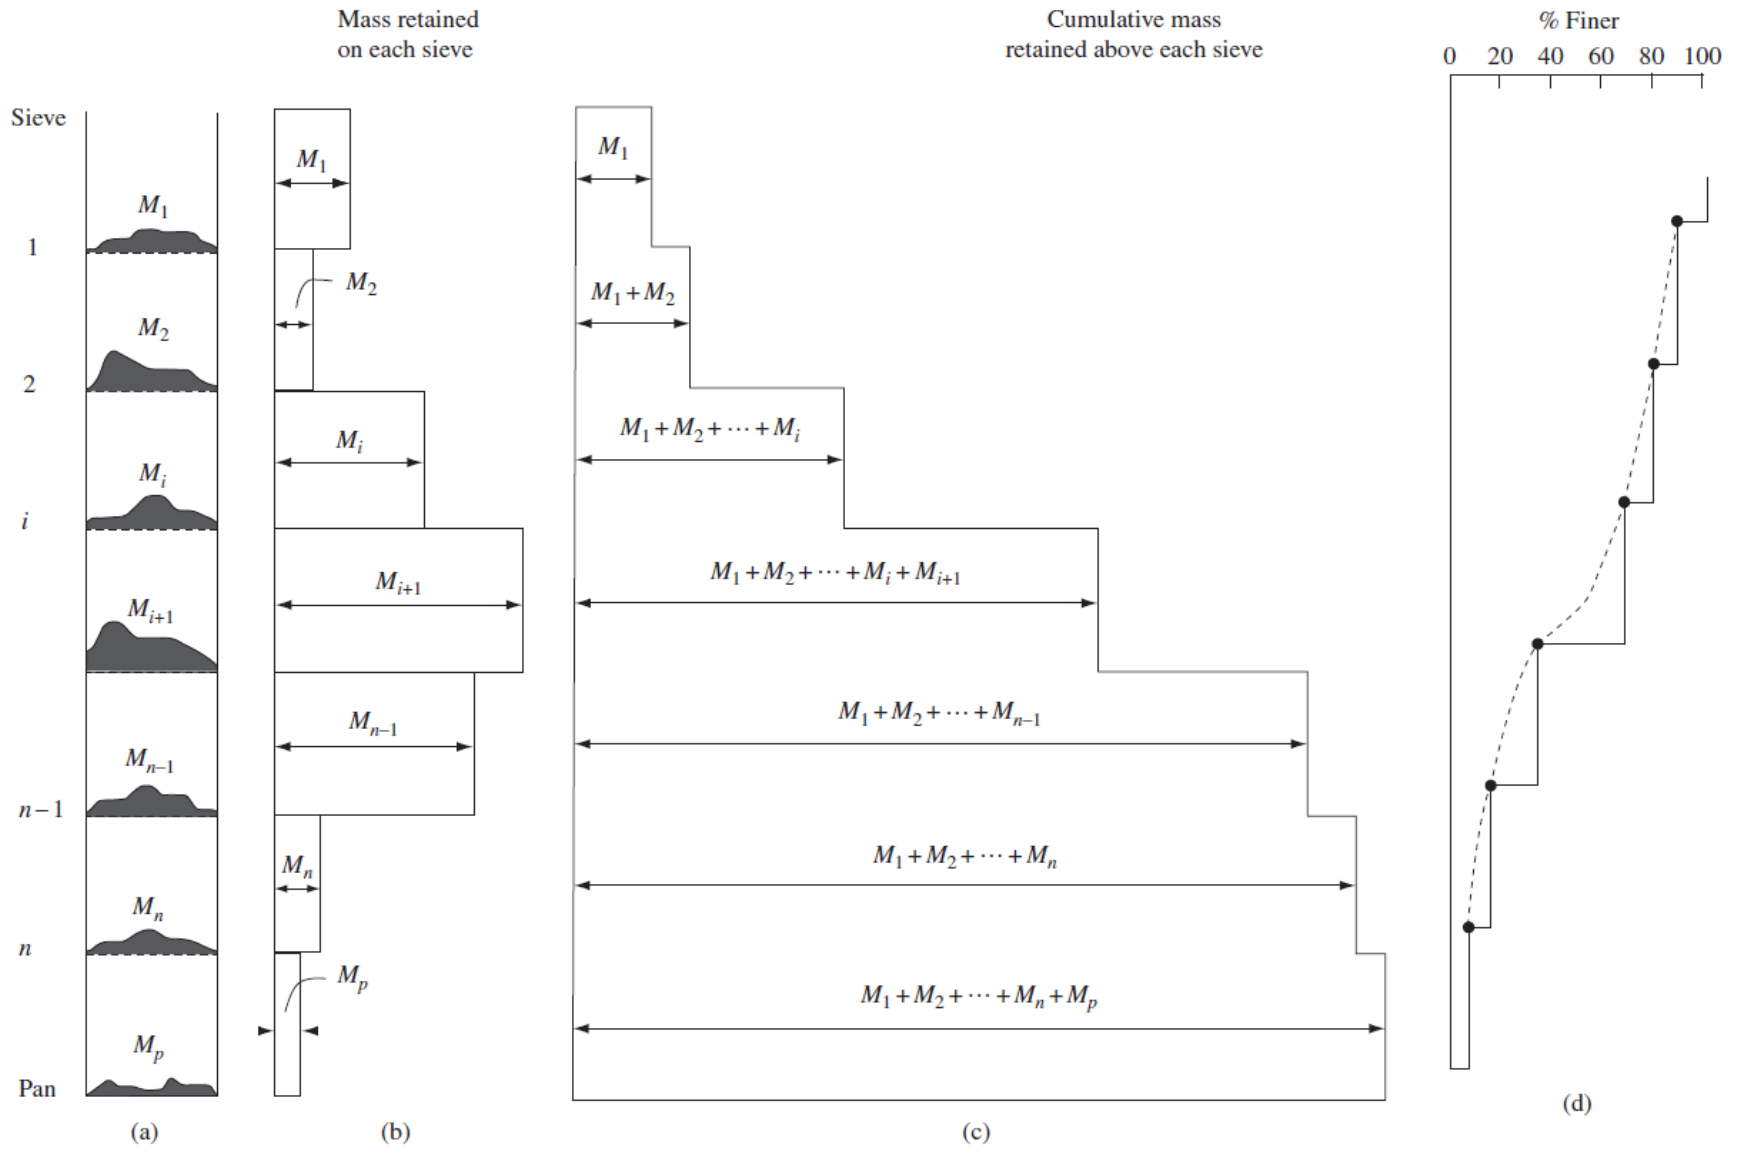 Mass retained
on each sieve
Cumulative mass
retained above each sieve
% Finer
0 20 40 60 80 100
Sieve
M₁
1
M₂
2
Mᵢ
i
Mᵢ₊₁
Mₙ₋₁
n−1
Mₙ
n
Mₚ
Pan
(a)
M₁
M₂
Mᵢ
Mᵢ₊₁
Mₙ₋₁
Mₙ
Mₚ
(b)
M₁
M₁+M₂
M₁+M₂+⋯+Mᵢ
M₁+M₂+⋯+Mᵢ+Mᵢ₊₁
M₁+M₂+⋯+Mₙ₋₁
M₁+M₂+⋯+Mₙ
M₁+M₂+⋯+Mₙ+Mₚ
(c)
(d)